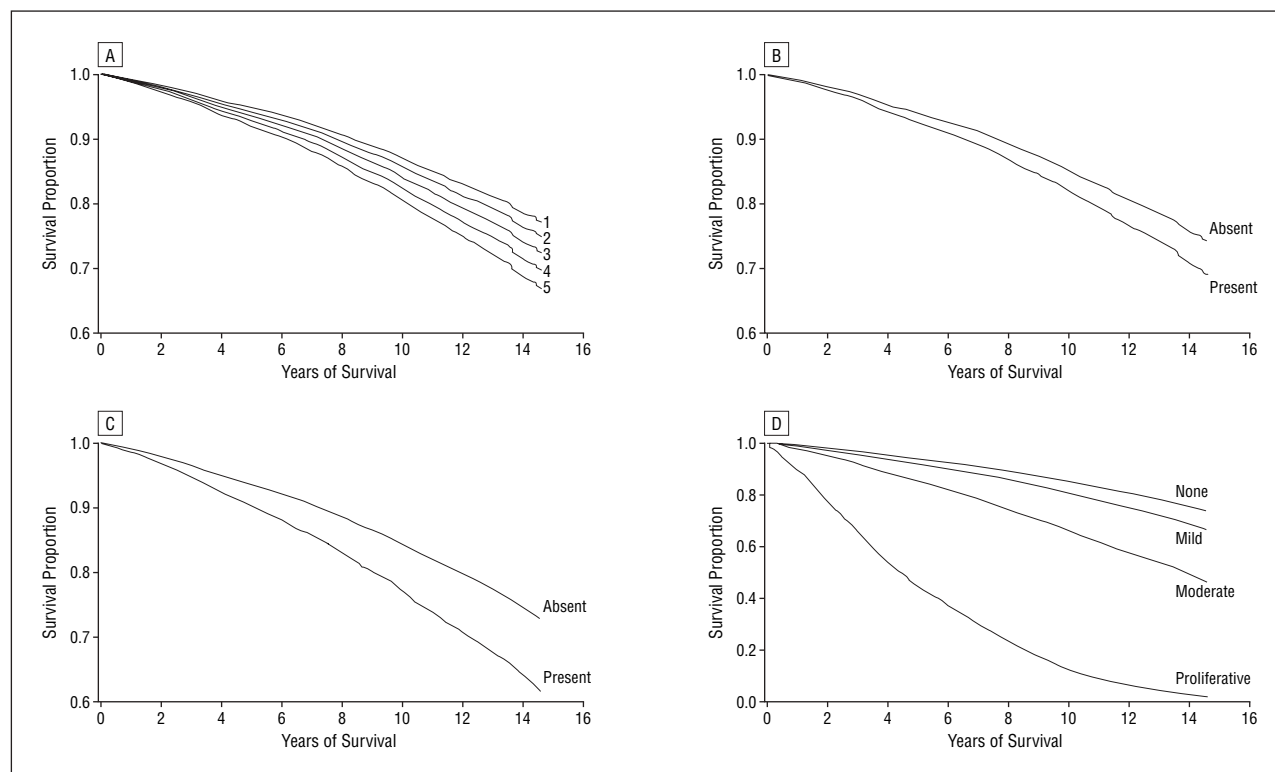 A
1.0
0.9
0.8
0.7
0.6
Survival Proportion
0 2 4 6 8 10 12 14 16
Years of Survival
1
2
3
4
5
B
1.0
0.9
0.8
0.7
0.6
Survival Proportion
0 2 4 6 8 10 12 14 16
Years of Survival
Absent
Present
C
1.0
0.9
0.8
0.7
0.6
Survival Proportion
0 2 4 6 8 10 12 14 16
Years of Survival
Absent
Present
D
1.0
0.8
0.6
0.4
0.2
0.0
Survival Proportion
0 2 4 6 8 10 12 14 16
Years of Survival
None
Mild
Moderate
Proliferative